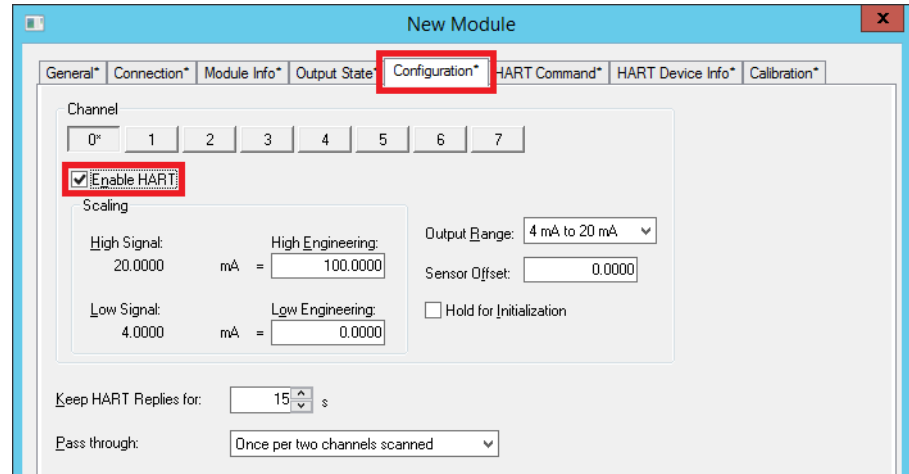 New Module
x
General* Connection* Module Info* Output State* Configuration* HART Command* HART Device Info* Calibration*
Channel
0* 1 2 3 4 5 6 7
Enable HART
Scaling
High Signal: High Engineering: Output Range: 4 mA to 20 mA
20.0000 mA = 100.0000 Sensor Offset: 0.0000
Low Signal: Low Engineering: Hold for Initialization
4.0000 mA = 0.0000
Keep HART Replies for: 15 s
Pass through: Once per two channels scanned